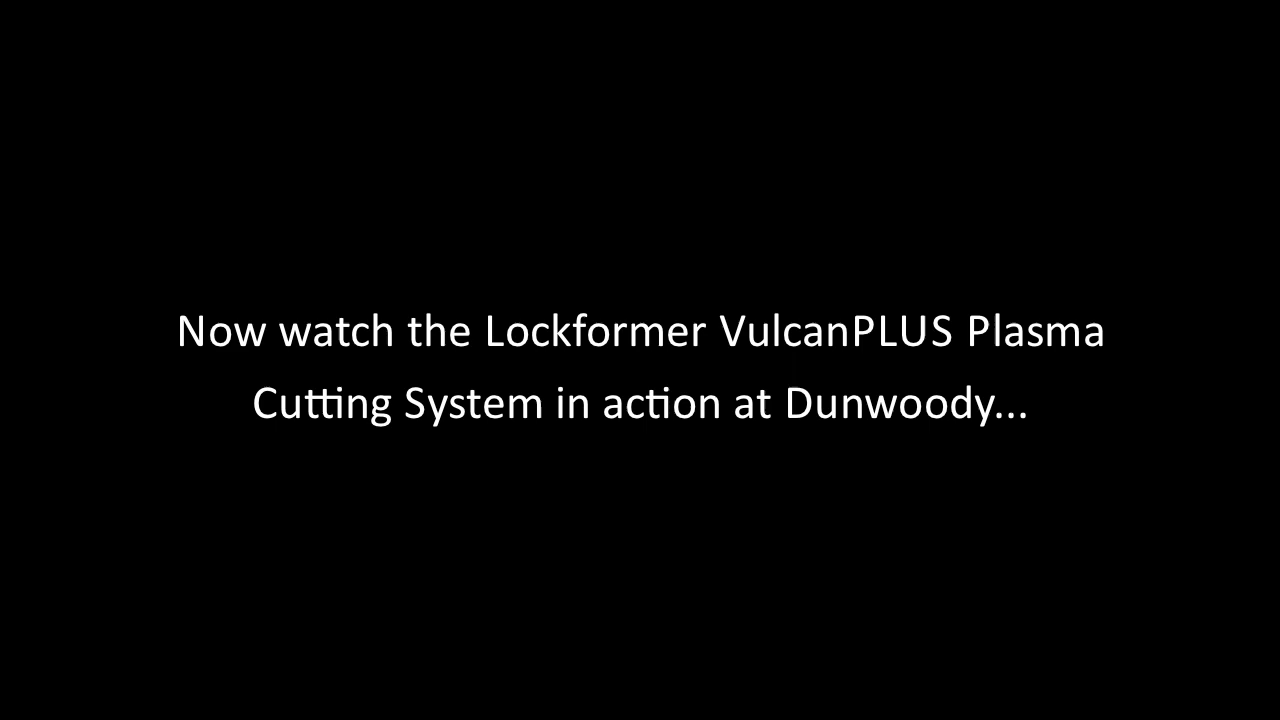 Now watch the Lockformer VulcanPLUS Plasma
Cutting System in action at Dunwoody...